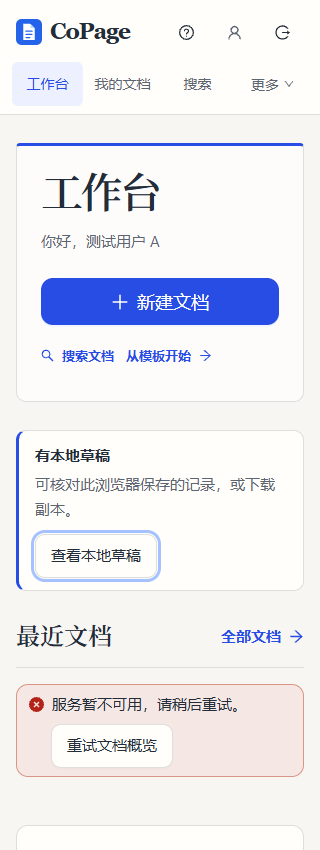 CoPage
工作台
我的文档
搜索
更多
工作台
你好，测试用户 A
新建文档
搜索文档
从模板开始
有本地草稿
可核对此浏览器保存的记录，或下载
副本。
查看本地草稿
最近文档
全部文档
服务暂不可用，请稍后重试。
重试文档概览